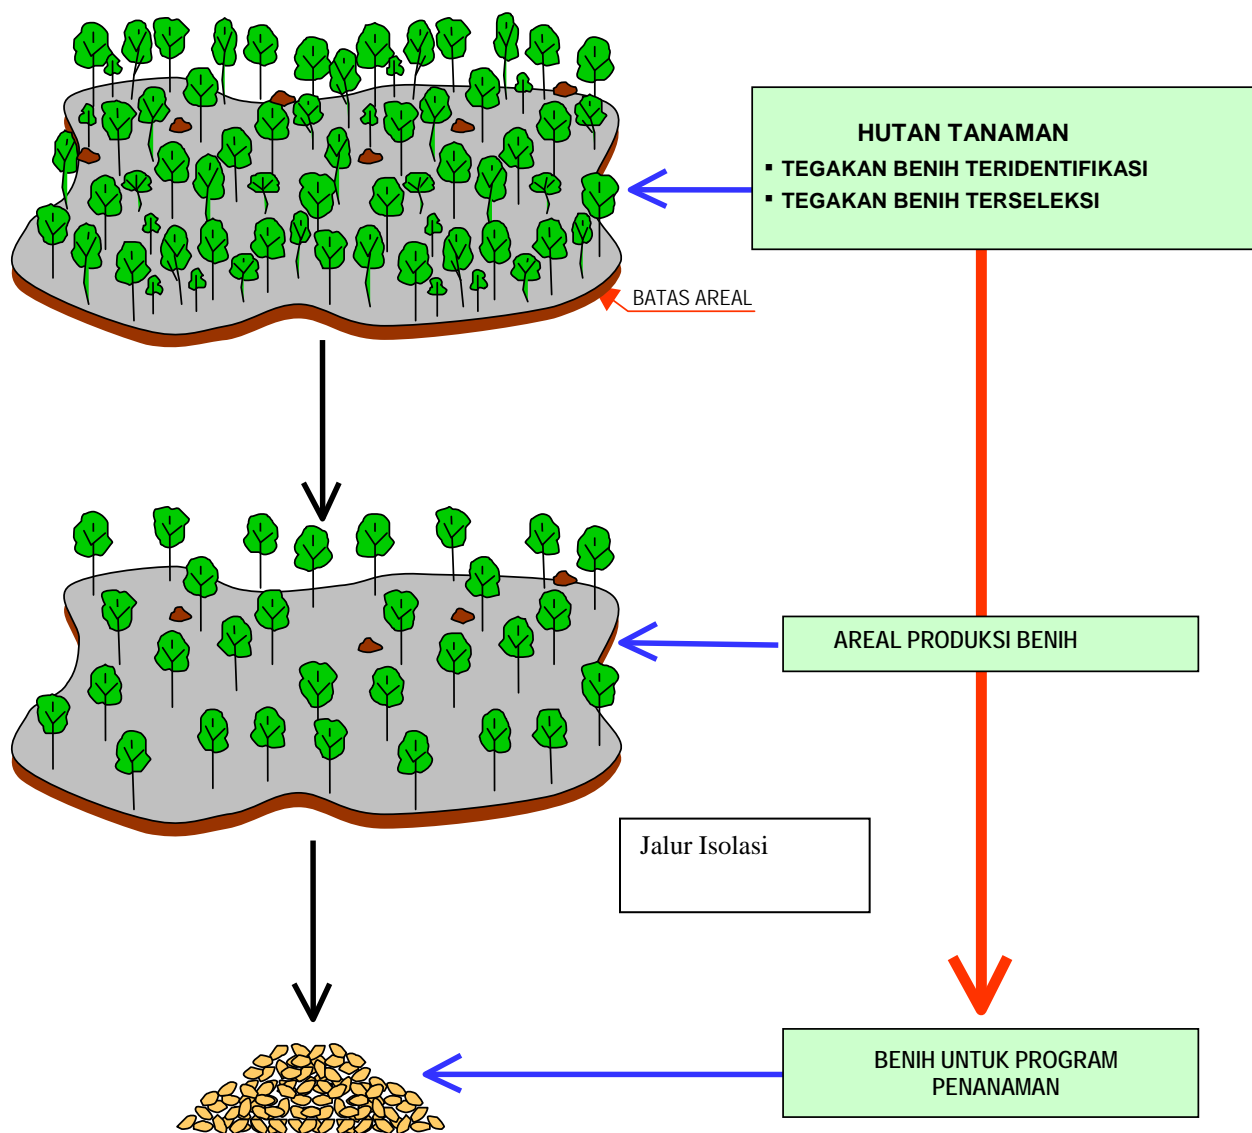 HUTAN TANAMAN
▪ TEGAKAN BENIH TERIDENTIFIKASI
▪ TEGAKAN BENIH TERSELEKSI
BATAS AREAL
AREAL PRODUKSI BENIH
Jalur Isolasi
BENIH UNTUK PROGRAM
PENANAMAN